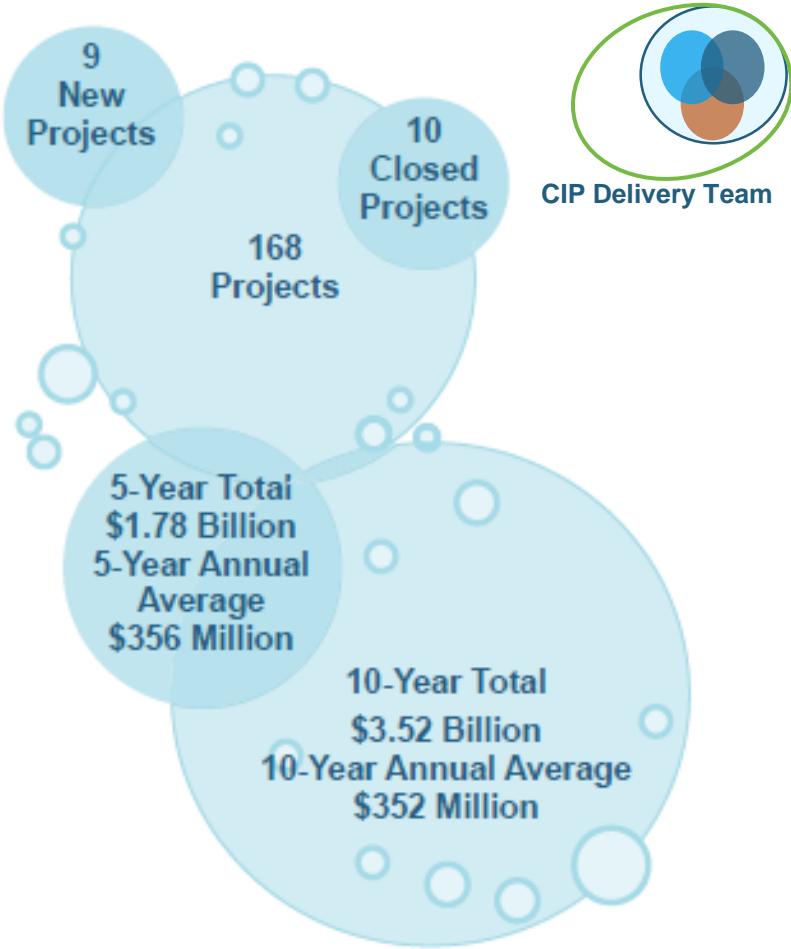 9
New
Projects
10
Closed
Projects
CIP Delivery Team
168
Projects
5-Year Total
$1.78 Billion
5-Year Annual
Average
$356 Million
10-Year Total
$3.52 Billion
10-Year Annual Average
$352 Million